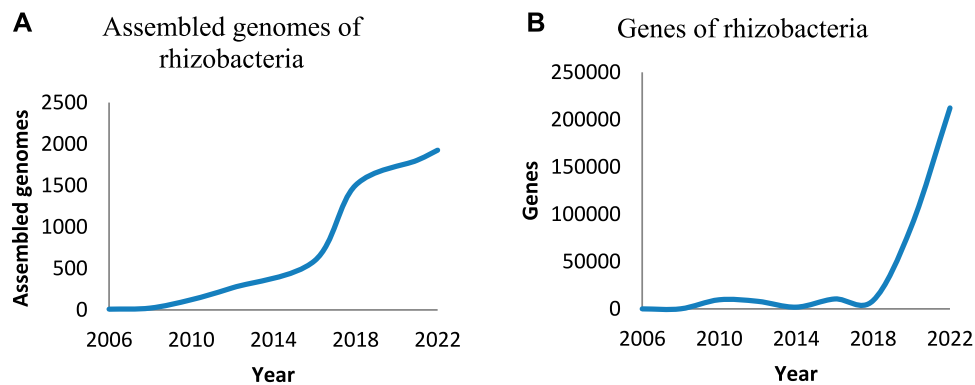 A
Assembled genomes of
rhizobacteria
2500
2000
1500
1000
500
0
Assembled genomes
2006 2010 2014 2018 2022
Year
B
Genes of rhizobacteria
250000
200000
150000
100000
50000
0
Genes
2006 2010 2014 2018 2022
Year